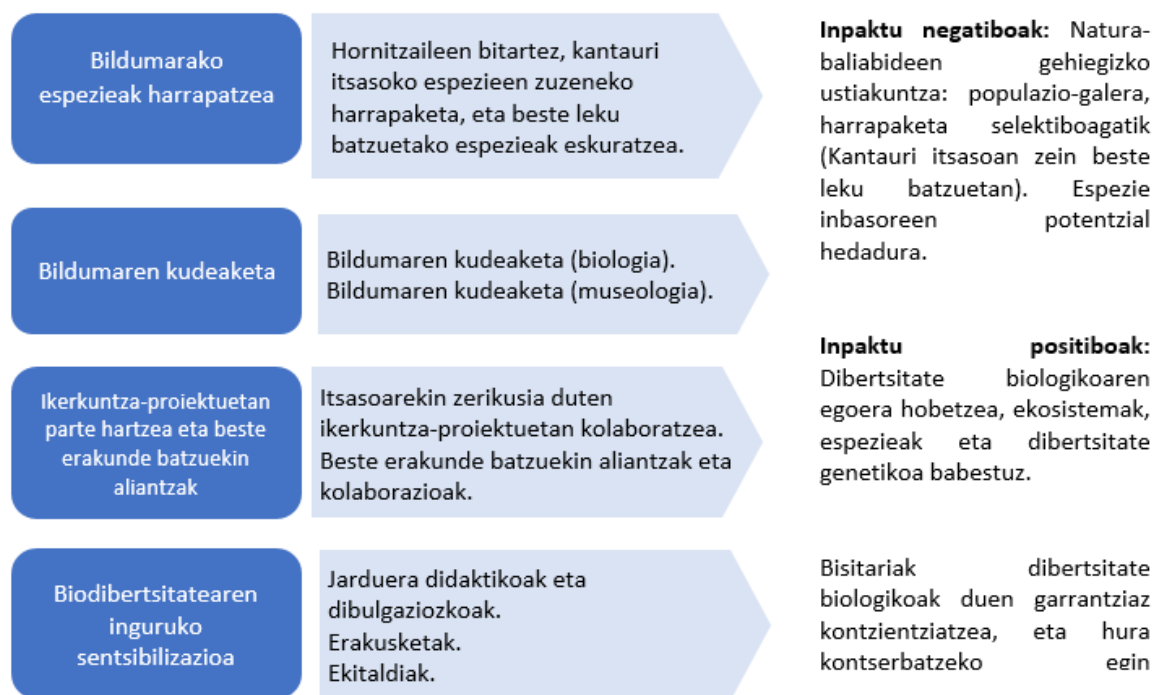 Bildumarako
espezieak harrapatzea
Hornitzaileen bitartez, kantauri
itsasoko espezieen zuzeneko
harrapaketa, eta beste leku
batzuetako espezieak eskuratzea.
Inpaktu negatiboak: Natura-
baliabideen gehiegizko
ustiakuntza: populazio-galera,
harrapaketa selektiboagatik
(Kantauri itsasoan zein beste
leku batzuetan). Espezie
inbasoreen potentzial
hedadura.
Bildumaren kudeaketa
Bildumaren kudeaketa (biologia).
Bildumaren kudeaketa (museologia).
Ikerkuntza-proiektuetan
parte hartzea eta beste
erakunde batzuekin
aliantzak
Itsasoarekin zerikusia duten
ikerkuntza-proiektuetan kolaboratzea.
Beste erakunde batzuekin aliantzak eta
kolaborazioak.
Inpaktu positiboak:
Dibertsitate biologikoaren
egoera hobetzea, ekosistemak,
espezieak eta dibertsitate
genetikoa babestuz.
Biodibertsitatearen
inguruko
sentsibilizazioa
Jarduera didaktikoak eta
dibulgaziozkoak.
Erakusketak.
Ekitaldiak.
Bisitariak dibertsitate
biologikoak duen garrantziaz
kontzientziatzea, eta hura
kontserbatzeko egin